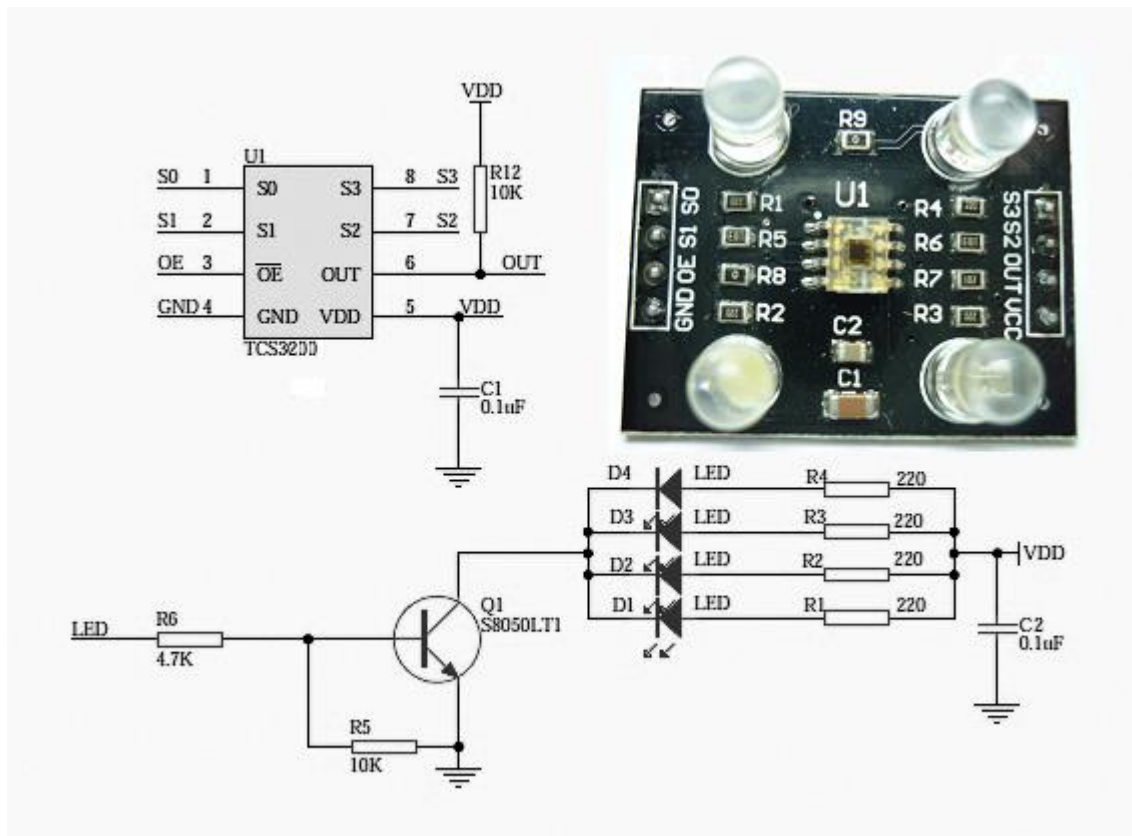 VDD
R12
10K
U1
S0 1 S0 S3 8 S3
S1 2 S1 S2 7 S2
OE 3 OE OUT 6 OUT
GND 4 GND VDD 5 VDD
TCS3200
C1
0.1uF
R9
U1
S0 S1 OE GND
R1
R5
R8
R2
R4
R6
R7
R3
S3 S2 OUT VCC
C2
C1
D4 LED R4 220
D3 LED R3 220
D2 LED R2 220
D1 LED R1 220
VDD
C2
0.1uF
Q1
S8050LT1
LED
R6
4.7K
R5
10K